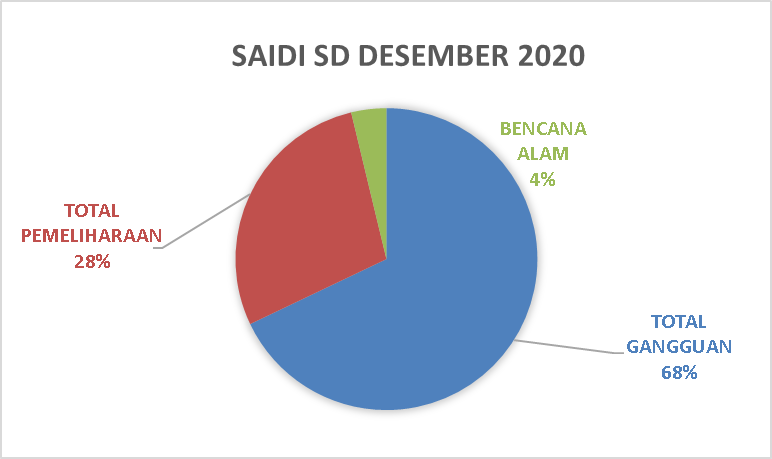 SAIDI SD DESEMBER 2020
BENCANA
ALAM
4%
TOTAL
PEMELIHARAAN
28%
TOTAL
GANGGUAN
68%